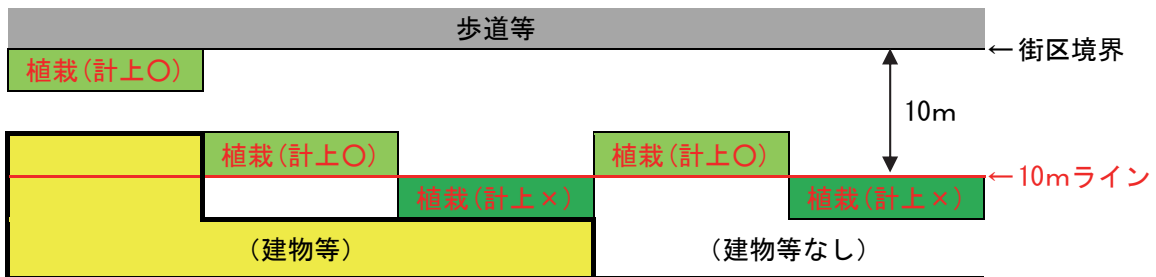 歩道等
←街区境界
植栽(計上○)
10m
植栽(計上○)
植栽(計上○)
←10mライン
植栽(計上×)
植栽(計上×)
(建物等)
(建物等なし)